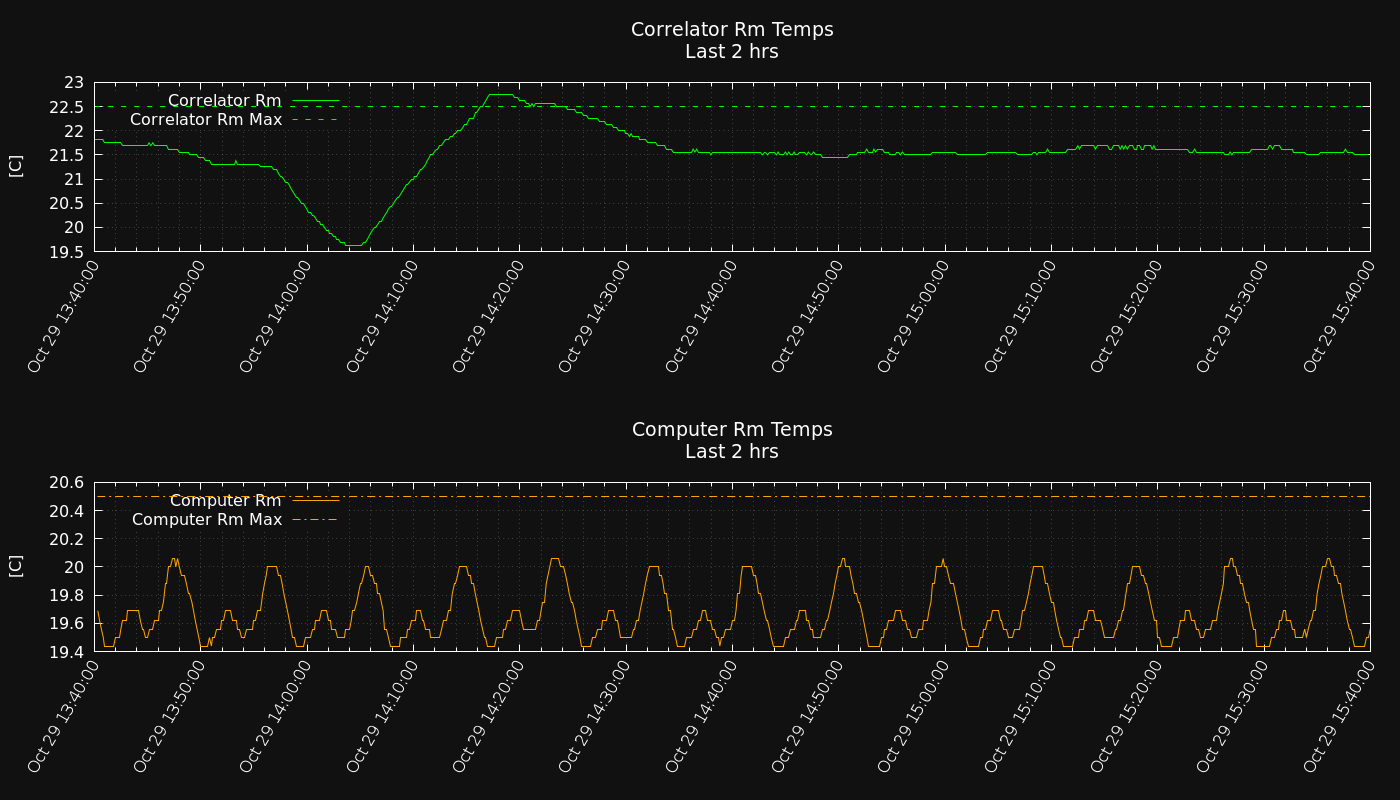 Correlator Rm Temps
Last 2 hrs
[C]
23
22.5
22
21.5
21
20.5
20
19.5
Correlator Rm
Correlator Rm Max
Oct 29 13:40:00
Oct 29 13:50:00
Oct 29 14:00:00
Oct 29 14:10:00
Oct 29 14:20:00
Oct 29 14:30:00
Oct 29 14:40:00
Oct 29 14:50:00
Oct 29 15:00:00
Oct 29 15:10:00
Oct 29 15:20:00
Oct 29 15:30:00
Oct 29 15:40:00
Computer Rm Temps
Last 2 hrs
[C]
20.6
20.4
20.2
20
19.8
19.6
19.4
Computer Rm
Computer Rm Max
Oct 29 13:40:00
Oct 29 13:50:00
Oct 29 14:00:00
Oct 29 14:10:00
Oct 29 14:20:00
Oct 29 14:30:00
Oct 29 14:40:00
Oct 29 14:50:00
Oct 29 15:00:00
Oct 29 15:10:00
Oct 29 15:20:00
Oct 29 15:30:00
Oct 29 15:40:00